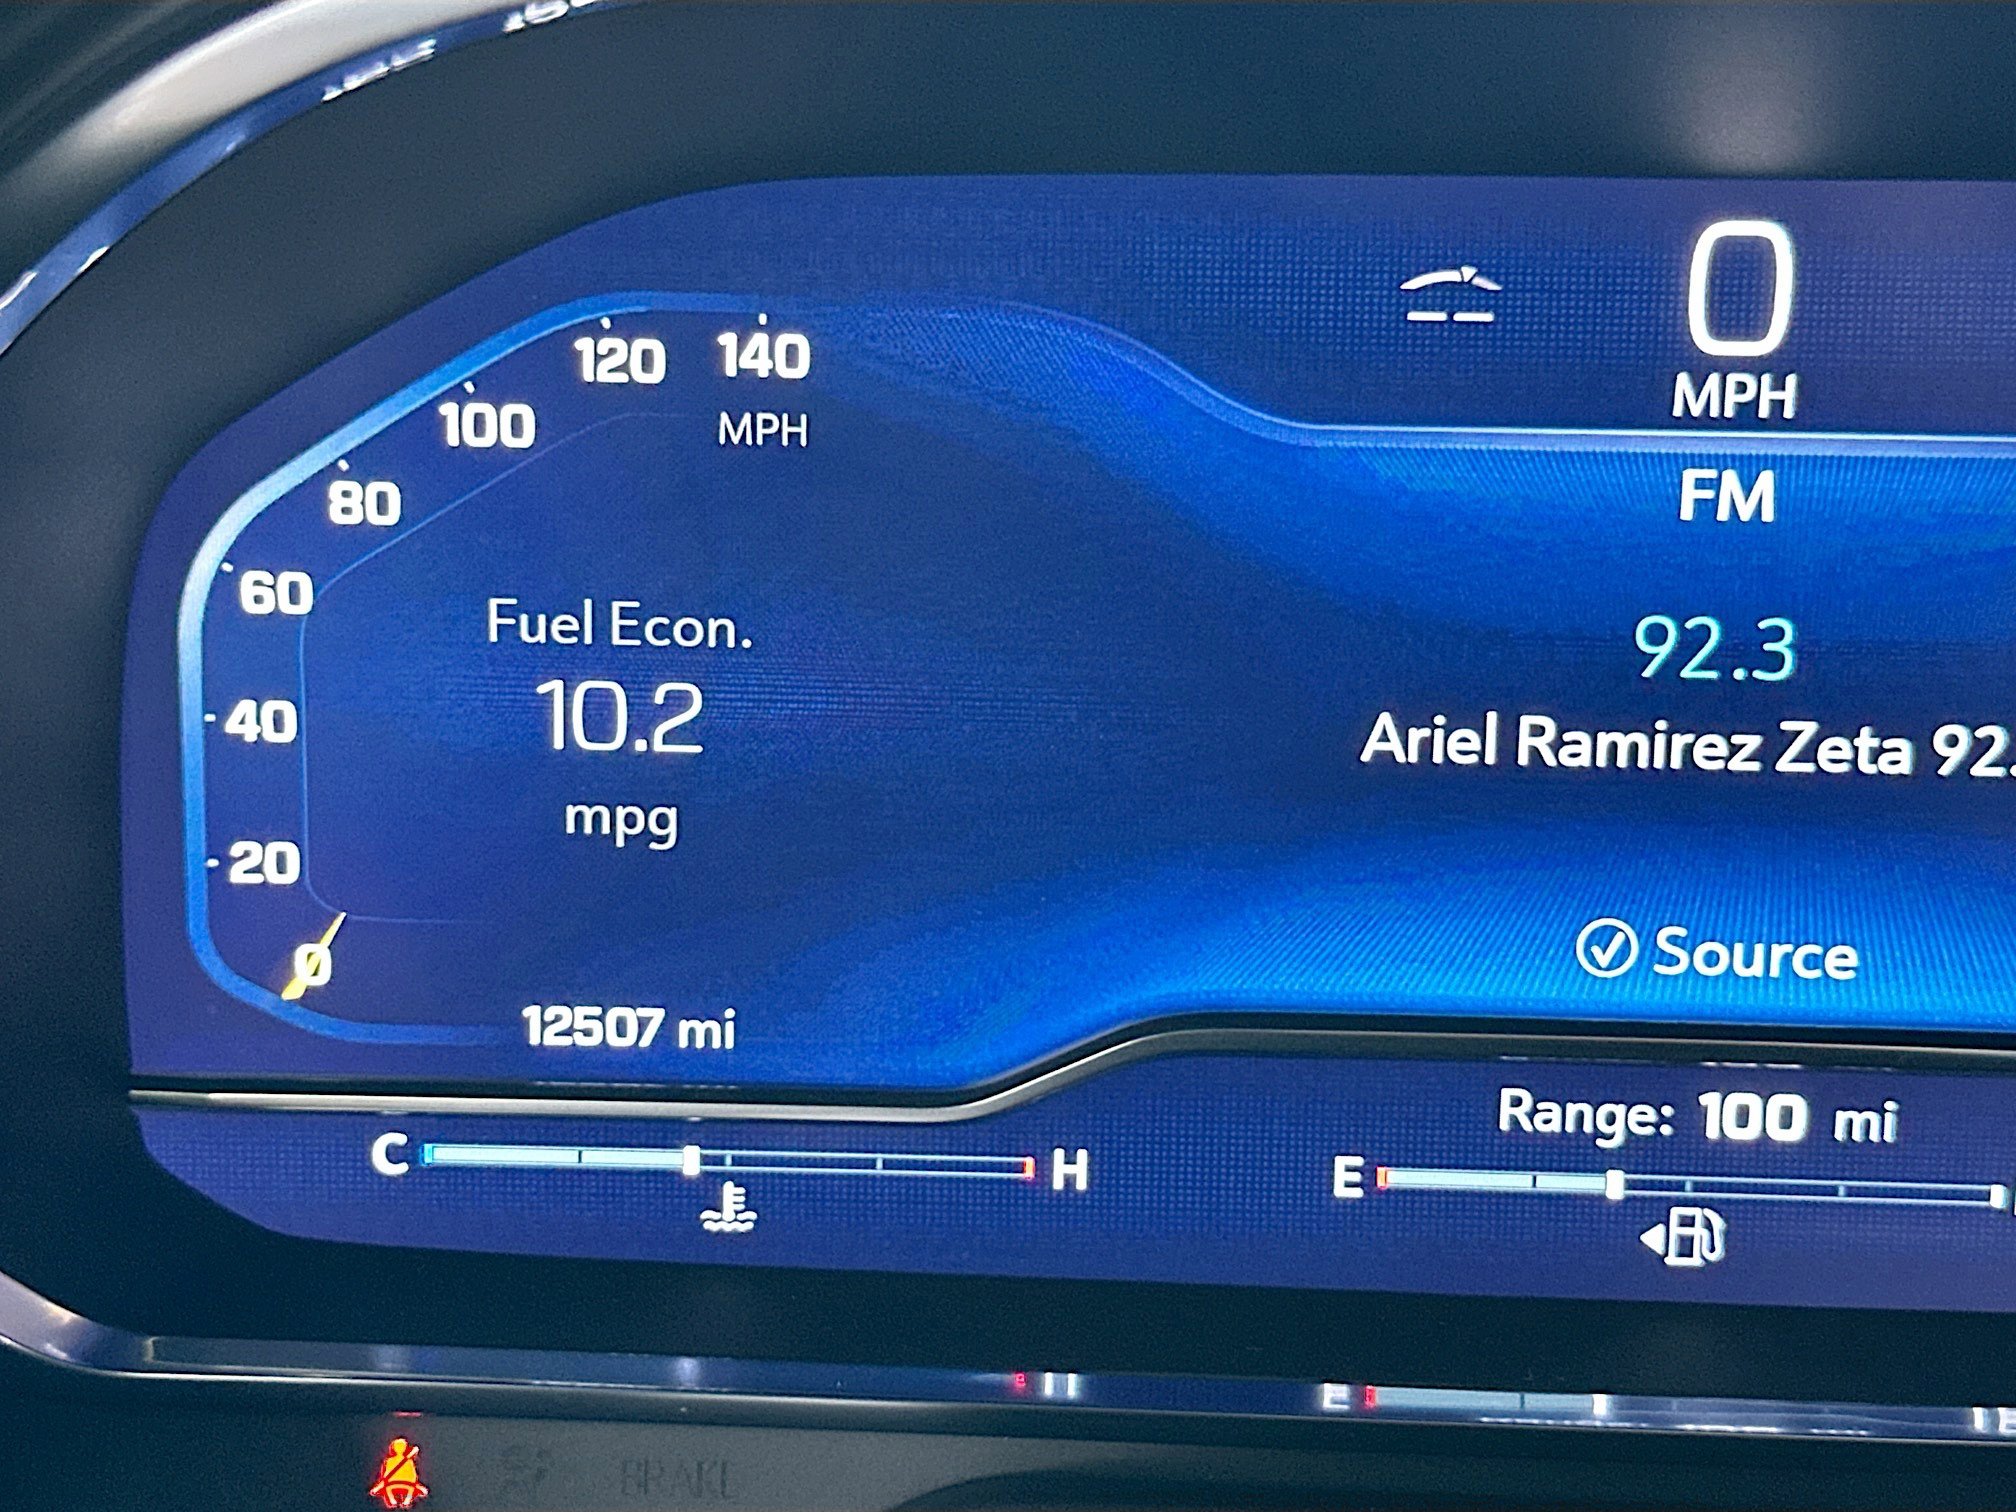 120
140
100
MPH
80
60
40
20
0
Fuel Econ.
10.2
mpg
12507 mi
0
MPH
FM
92.3
Ariel Ramirez Zeta 92.
Source
Range: 100 mi
C
H
E
H
E
BRAKE